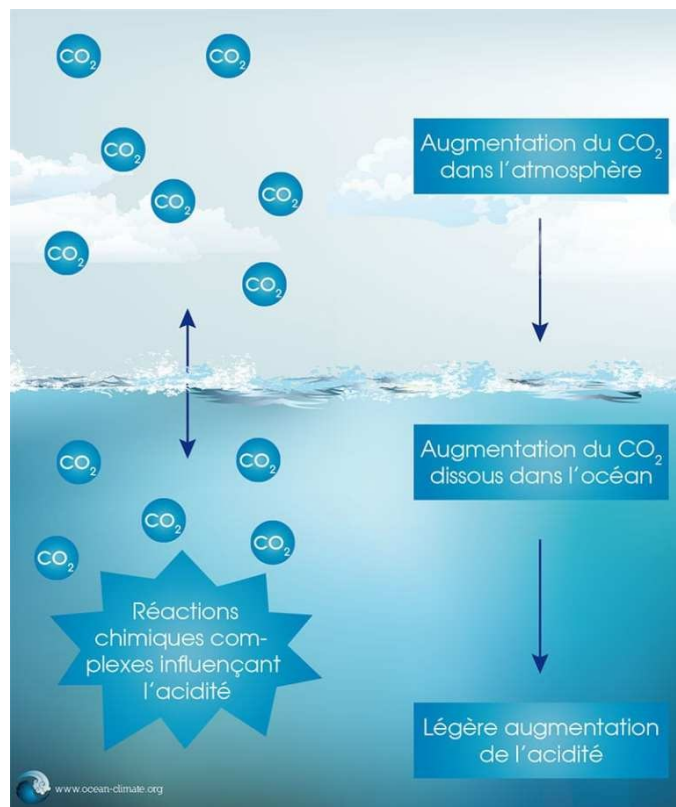 CO2
CO2
CO2
CO2
CO2
CO2
CO2
Augmentation du CO2
dans l'atmosphère
CO2
CO2
CO2
CO2
CO2
Augmentation du CO2
dissous dans l'océan
Réactions
chimiques com-
plexes influençant
l'acidité
Légère augmentation
de l'acidité
www.ocean-climate.org